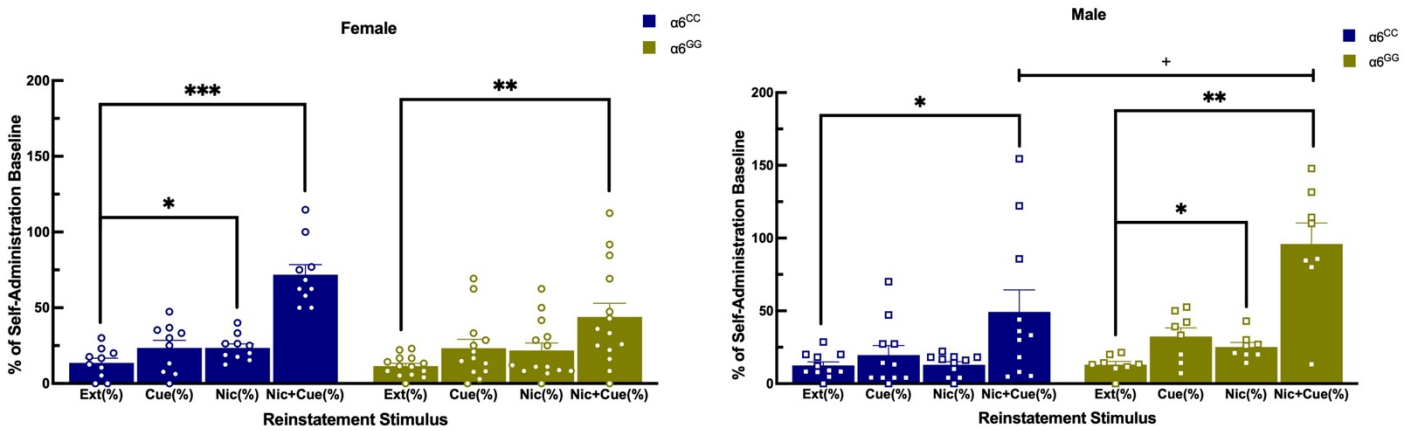 Female
α6CC
α6GG
% of Self-Administration Baseline
200
150
100
50
0
***
*
**
Ext(%) Cue(%) Nic(%) Nic+Cue(%) Ext(%) Cue(%) Nic(%) Nic+Cue(%)
Reinstatement Stimulus
Male
α6CC
α6GG
% of Self-Administration Baseline
200
150
100
50
0
+
*
**
*
Ext(%) Cue(%) Nic(%) Nic+Cue(%) Ext(%) Cue(%) Nic(%) Nic+Cue(%)
Reinstatement Stimulus